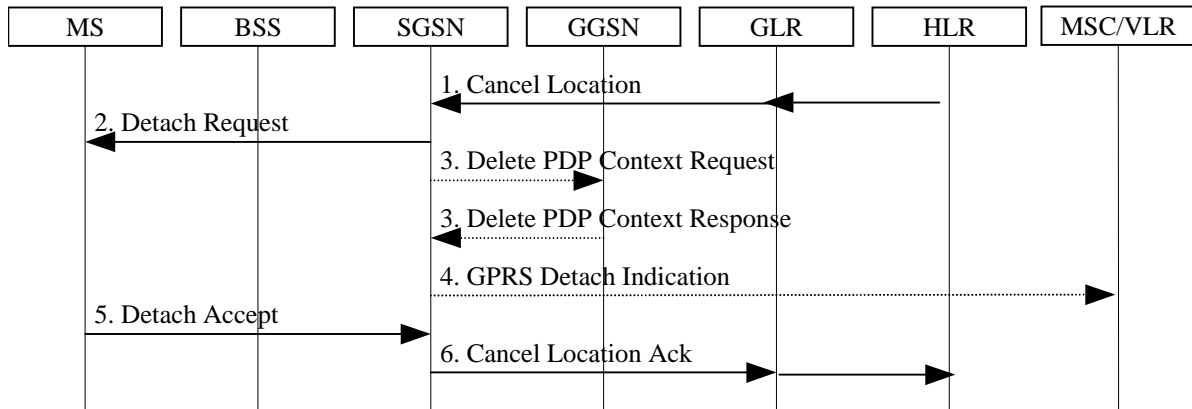 MS BSS SGSN GGSN GLR HLR MSC/VLR
1. Cancel Location
2. Detach Request
3. Delete PDP Context Request
3. Delete PDP Context Response
4. GPRS Detach Indication
5. Detach Accept
6. Cancel Location Ack